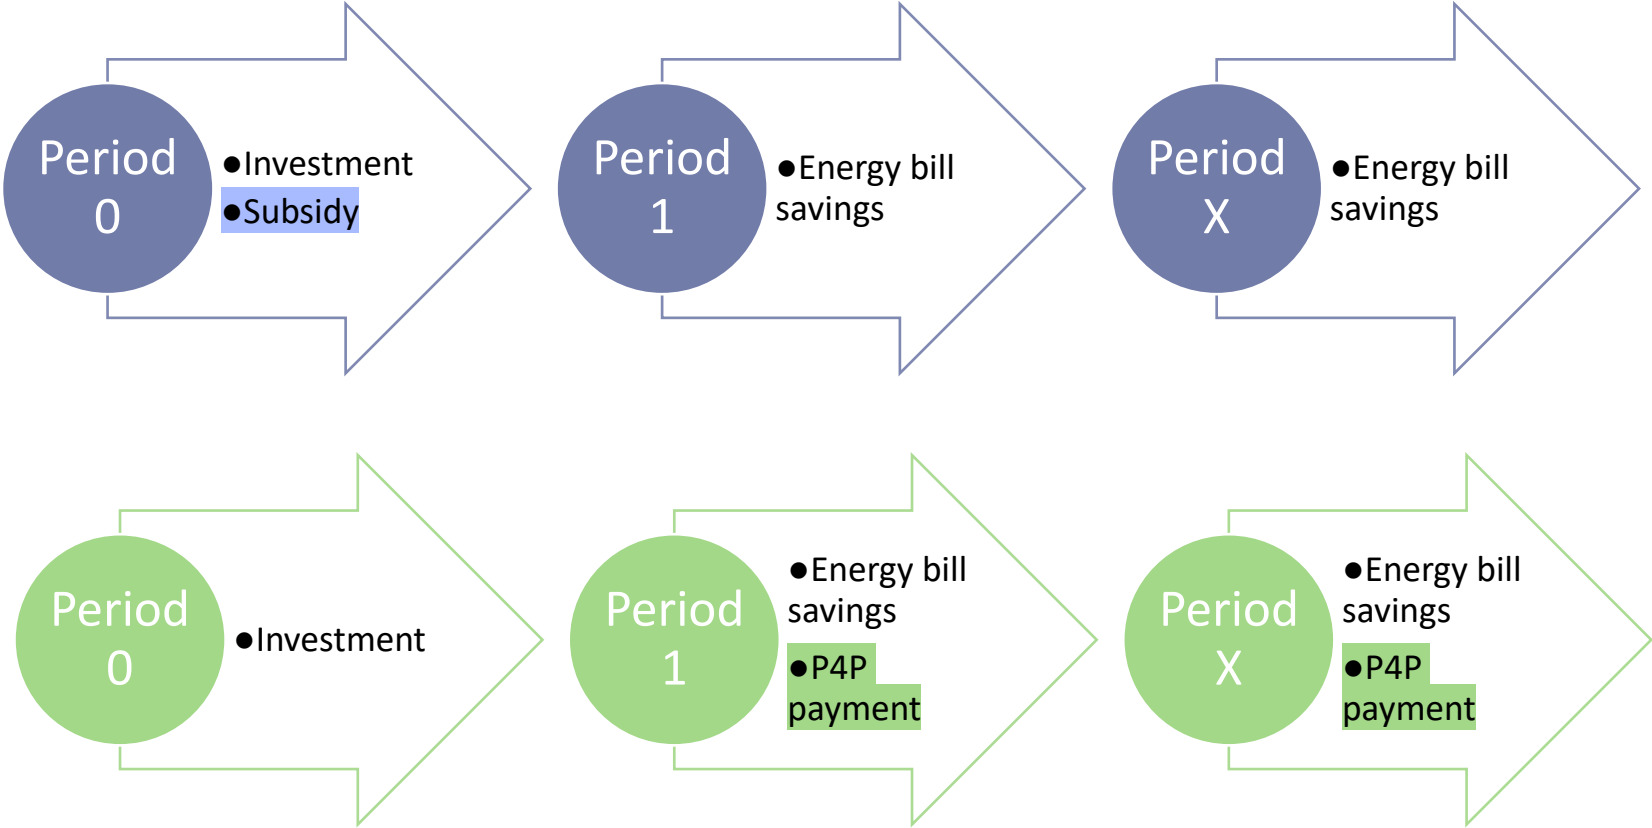 Period
0
●Investment
●Subsidy
Period
1
●Energy bill
savings
Period
X
●Energy bill
savings
Period
0
●Investment
Period
1
●Energy bill
savings
●P4P
payment
Period
X
●Energy bill
savings
●P4P
payment